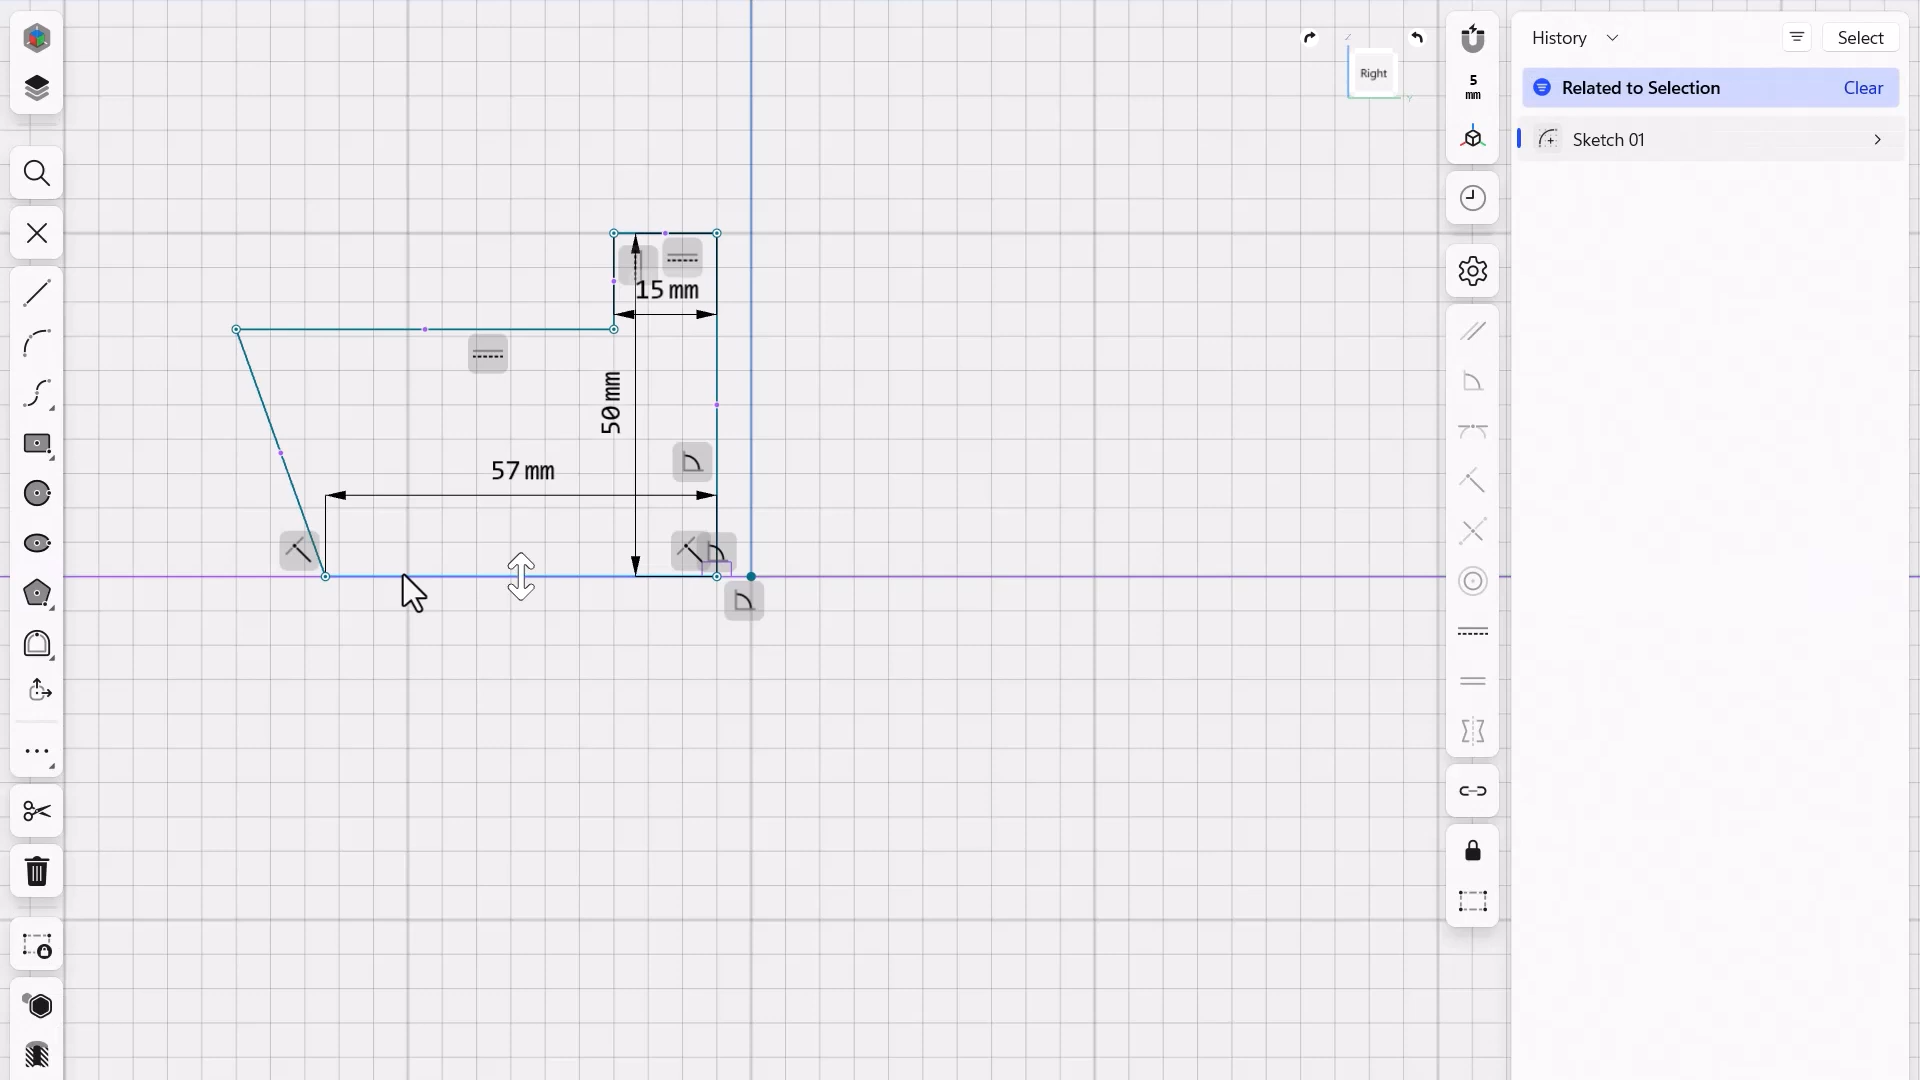 History
Select
Related to Selection
Clear
Sketch 01
Right
Z
Y
5
mm
15 mm
50 mm
57 mm